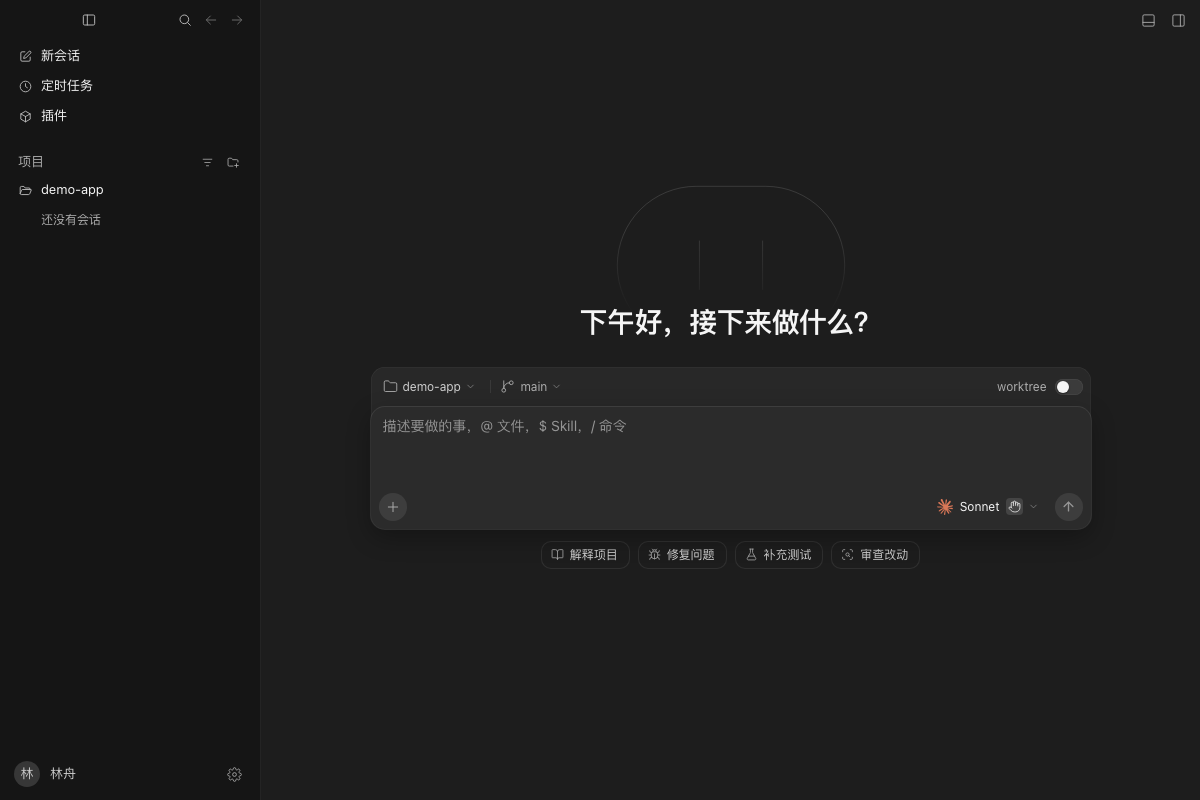 新会话
定时任务
插件
项目
demo-app
还没有会话
下午好，接下来做什么?
demo-app
main
worktree
描述要做的事，@ 文件，$ Skill，/ 命令
Sonnet
解释项目
修复问题
补充测试
审查改动
林
林舟